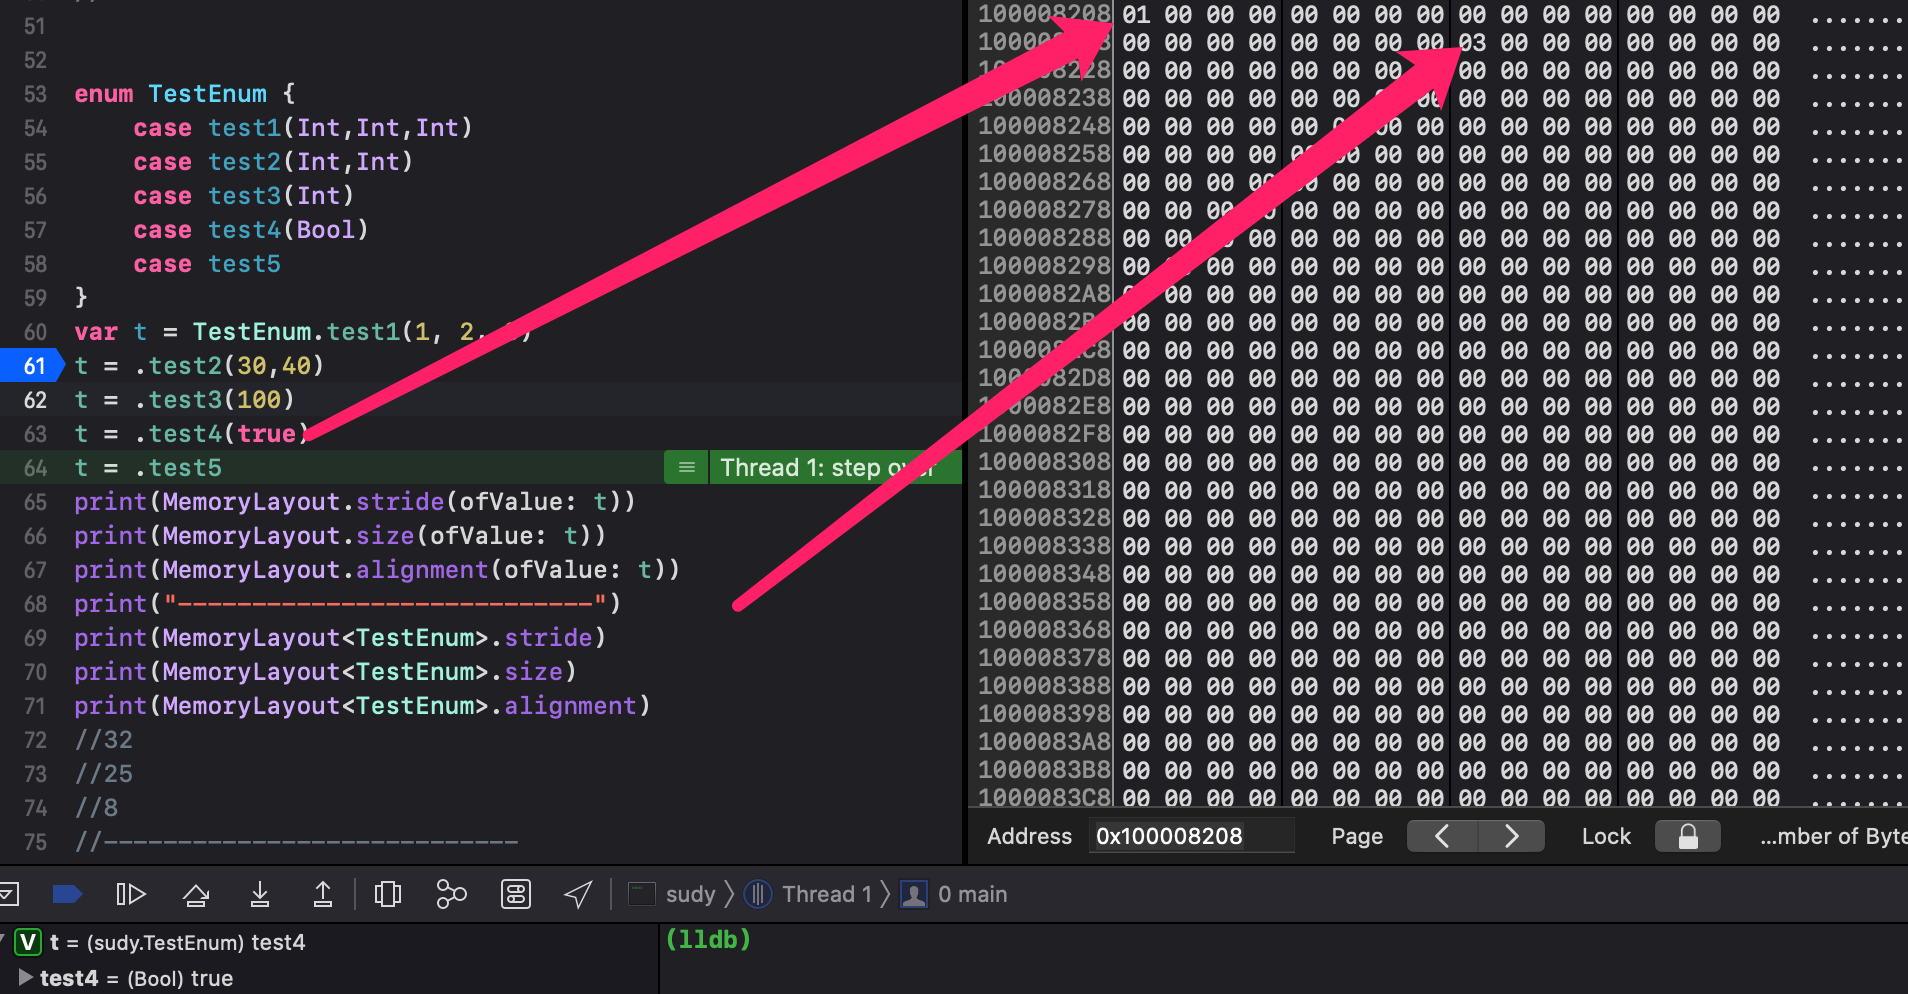 51
52
53 enum TestEnum {
54 case test1(Int,Int,Int)
55 case test2(Int,Int)
56 case test3(Int)
57 case test4(Bool)
58 case test5
59 }
60 var t = TestEnum.test1(1, 2, )
61 t = .test2(30,40)
62 t = .test3(100)
63 t = .test4(true)
64 t = .test5 Thread 1: step over
65 print(MemoryLayout.stride(ofValue: t))
66 print(MemoryLayout.size(ofValue: t))
67 print(MemoryLayout.alignment(ofValue: t))
68 print("----------------------------")
69 print(MemoryLayout<TestEnum>.stride)
70 print(MemoryLayout<TestEnum>.size)
71 print(MemoryLayout<TestEnum>.alignment)
72 //32
73 //25
74 //8
75 //----------------------------
100008208 01 00 00 00 00 00 00 00 00 00 00 00 00 00 00 00 .......
00 00 00 00 00 00 00 00 03 00 00 00 00 00 00 00 .......
100008228 00 00 00 00 00 00 00 00 00 00 00 00 00 00 00 .......
100008238 00 00 00 00 00 00 00 00 00 00 00 00 00 00 00 00 .......
100008248 00 00 00 00 00 00 00 00 00 00 00 00 00 00 00 .......
100008258 00 00 00 00 00 00 00 00 00 00 00 00 00 00 00 00 .......
100008268 00 00 00 00 00 00 00 00 00 00 00 00 00 00 00 00 .......
100008278 00 00 00 00 00 00 00 00 00 00 00 00 00 00 00 .......
100008288 00 00 00 00 00 00 00 00 00 00 00 00 00 00 00 .......
100008298 00 00 00 00 00 00 00 00 00 00 00 00 00 00 00 .......
1000082A8 00 00 00 00 00 00 00 00 00 00 00 00 00 00 00 00 .......
1000082B8 00 00 00 00 00 00 00 00 00 00 00 00 00 00 00 00 .......
1000082C8 00 00 00 00 00 00 00 00 00 00 00 00 00 00 00 00 .......
1000082D8 00 00 00 00 00 00 00 00 00 00 00 00 00 00 00 00 .......
1000082E8 00 00 00 00 00 00 00 00 00 00 00 00 00 00 00 00 .......
1000082F8 00 00 00 00 00 00 00 00 00 00 00 00 00 00 00 00 .......
100008308 00 00 00 00 00 00 00 00 00 00 00 00 00 00 00 00 .......
100008318 00 00 00 00 00 00 00 00 00 00 00 00 00 00 00 00 .......
100008328 00 00 00 00 00 00 00 00 00 00 00 00 00 00 00 00 .......
100008338 00 00 00 00 00 00 00 00 00 00 00 00 00 00 00 00 .......
100008348 00 00 00 00 00 00 00 00 00 00 00 00 00 00 00 00 .......
100008358 00 00 00 00 00 00 00 00 00 00 00 00 00 00 00 00 .......
100008368 00 00 00 00 00 00 00 00 00 00 00 00 00 00 00 00 .......
100008378 00 00 00 00 00 00 00 00 00 00 00 00 00 00 00 00 .......
100008388 00 00 00 00 00 00 00 00 00 00 00 00 00 00 00 00 .......
100008398 00 00 00 00 00 00 00 00 00 00 00 00 00 00 00 00 .......
1000083A8 00 00 00 00 00 00 00 00 00 00 00 00 00 00 00 00 .......
1000083B8 00 00 00 00 00 00 00 00 00 00 00 00 00 00 00 00 .......
1000083C8 00 00 00 00 00 00 00 00 00 00 00 00 00 00 00 00 .......
Address 0x100008208 Page Lock ...mber of Byte
sudy Thread 1 0 main
V t = (sudy.TestEnum) test4
test4 = (Bool) true
(lldb)